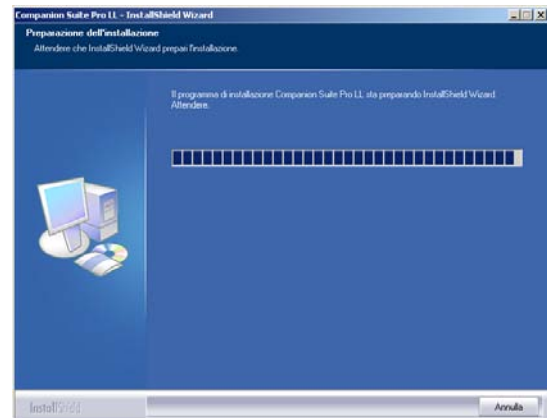 Companion Suite Pro LL - InstallShield Wizard
Preparazione dell'installazione
Attendere che InstallShield Wizard prepari l'installazione.
Il programma di installazione Companion Suite Pro LL sta preparando InstallShield Wizard.
Attendere.
InstallShield
Annulla